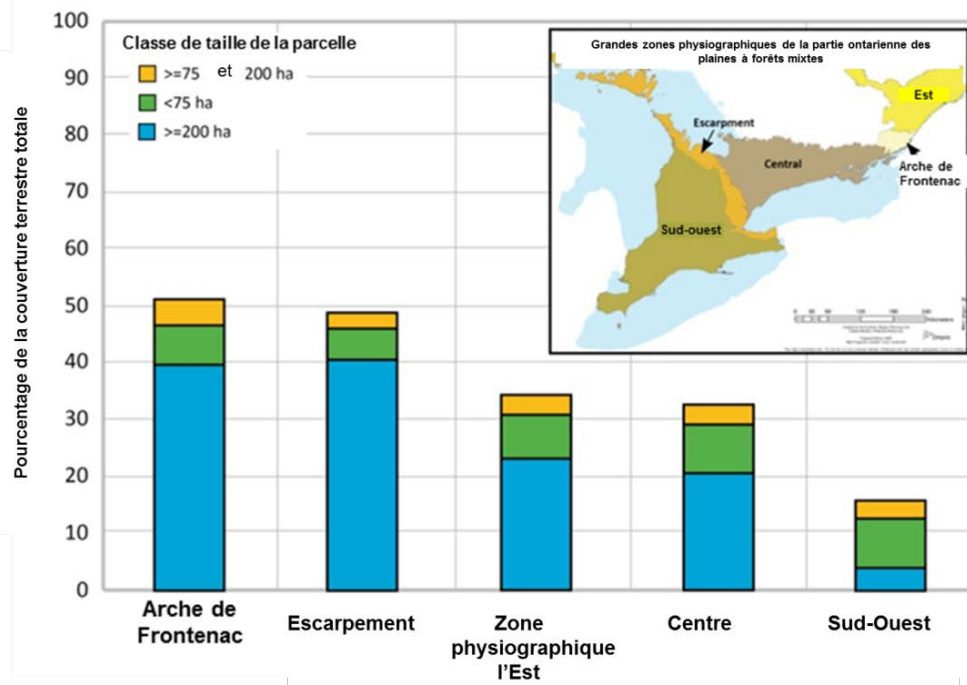 Pourcentage de la couverture terrestre totale
100
90
80
70
60
50
40
30
20
10
0
Classe de taille de la parcelle
>=75 et 200 ha
<75 ha
>=200 ha
Grandes zones physiographiques de la partie ontarienne des
plaines à forêts mixtes
Est
Escarpment
Central
Arche de
Frontenac
Sud-ouest
Arche de
Frontenac
Escarpement
Zone
physiographique
l'Est
Centre
Sud-Ouest